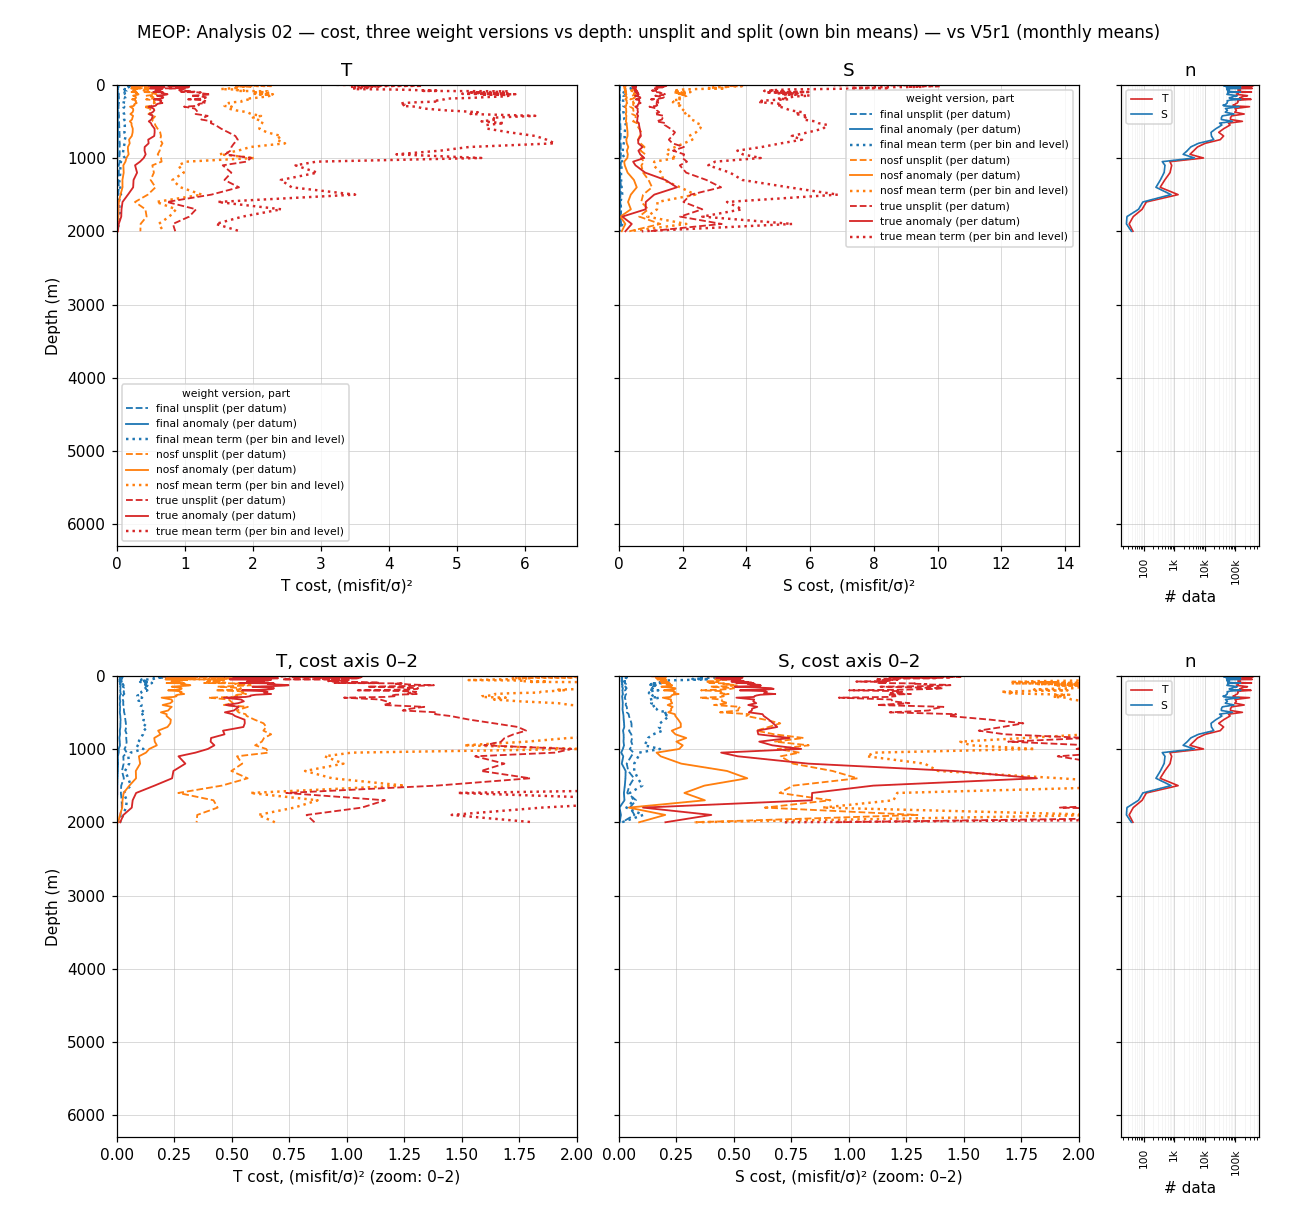 MEOP: Analysis 02 — cost, three weight versions vs depth: unsplit and split (own bin means) — vs V5r1 (monthly means)
T
S
n
0
1000
2000
3000
4000
5000
6000
Depth (m)
weight version, part
final unsplit (per datum)
final anomaly (per datum)
final mean term (per bin and level)
nosf unsplit (per datum)
nosf anomaly (per datum)
nosf mean term (per bin and level)
true unsplit (per datum)
true anomaly (per datum)
true mean term (per bin and level)
0 1 2 3 4 5 6
T cost, (misfit/σ)²
weight version, part
final unsplit (per datum)
final anomaly (per datum)
final mean term (per bin and level)
nosf unsplit (per datum)
nosf anomaly (per datum)
nosf mean term (per bin and level)
true unsplit (per datum)
true anomaly (per datum)
true mean term (per bin and level)
0 2 4 6 8 10 12 14
S cost, (misfit/σ)²
T
S
100 1k 10k 100k
# data
T, cost axis 0–2
S, cost axis 0–2
n
0
1000
2000
3000
4000
5000
6000
Depth (m)
0.00 0.25 0.50 0.75 1.00 1.25 1.50 1.75 2.00
T cost, (misfit/σ)² (zoom: 0–2)
0.00 0.25 0.50 0.75 1.00 1.25 1.50 1.75 2.00
S cost, (misfit/σ)² (zoom: 0–2)
T
S
100 1k 10k 100k
# data